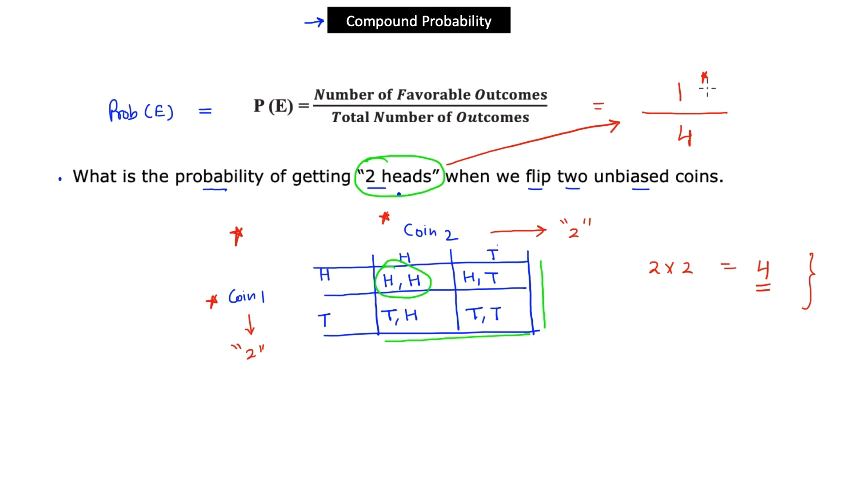 → Compound Probability
Prob (E) = P (E) = Number of Favorable Outcomes / Total Number of Outcomes = 1 / 4
. What is the probability of getting “2 heads” when we flip two unbiased coins.
Coin 2 → "2"
H T
H H, H H, T
Coin 1
T T, H T, T
"2"
2 x 2 = 4